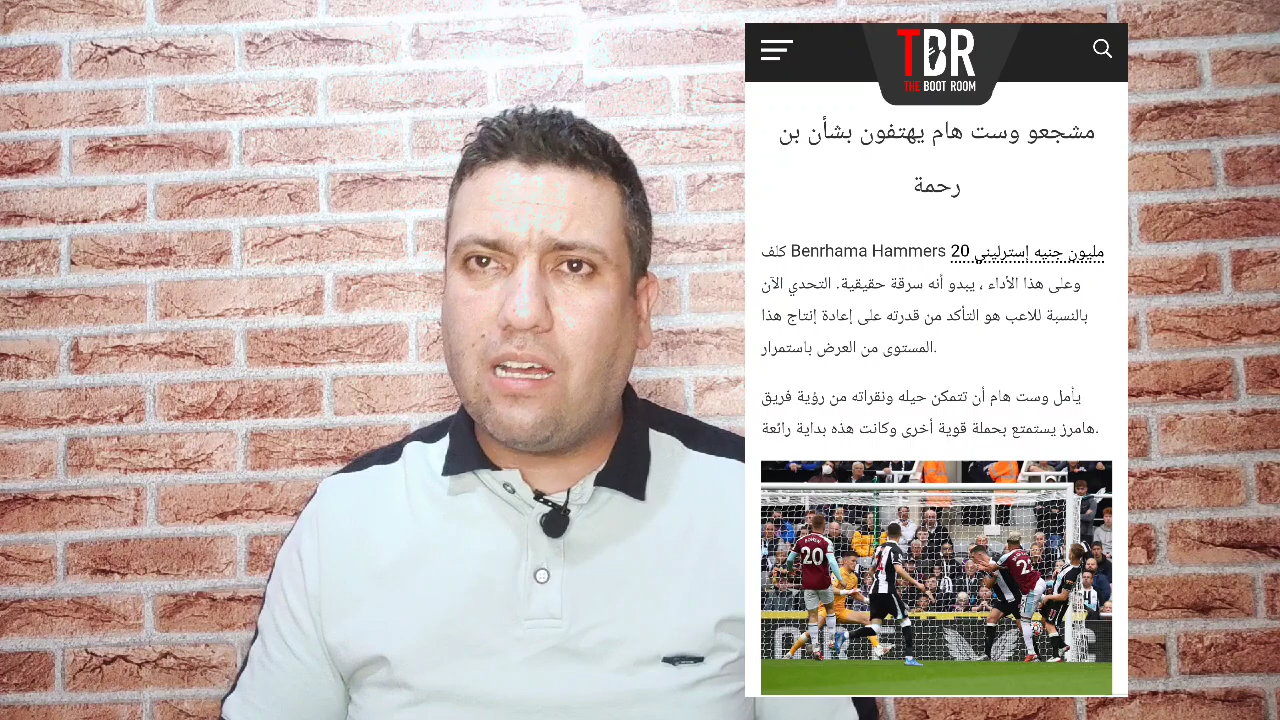 TBR
THE BOOT ROOM
مشجعو وست هام يهتفون بشأن بن
رحمة
كلف Benrhama Hammers 20 مليون جنيه إسترليني
وعلى هذا الأداء ، يبدو أنه سرقة حقيقية. التحدي الآن
بالنسبة للاعب هو التأكد من قدرته على إعادة إنتاج هذا
المستوى من العرض باستمرار.
يأمل وست هام أن تتمكن حيله ونقراته من رؤية فريق
هامرز يستمتع بحملة قوية أخرى وكانت هذه بداية رائعة.
BOWEN
20